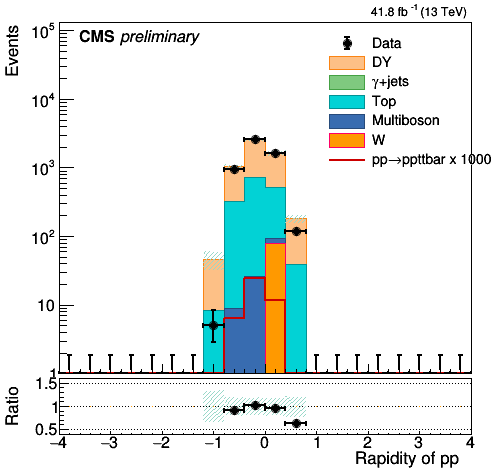 41.8 fb⁻¹ (13 TeV)
CMS preliminary
Events
10⁵
10⁴
10³
10²
10
1
Data
DY
γ+jets
Top
Multiboson
W
pp→ppttbar x 1000
Ratio
1.5
1
0.5
−4 −3 −2 −1 0 1 2 3 4
Rapidity of pp